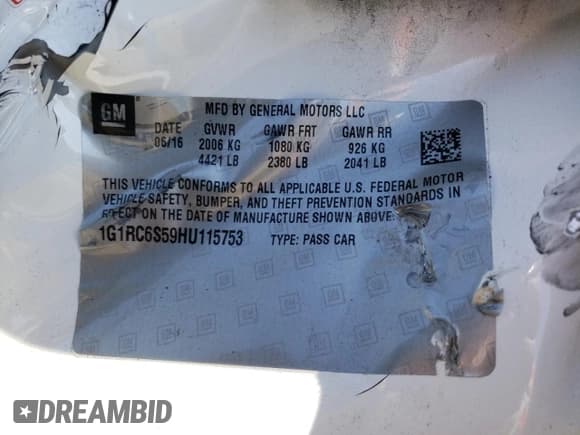 GM
MFD BY GENERAL MOTORS LLC
DATE GVWR GAWR FRT GAWR RR
06/16 2006 KG 1080 KG 926 KG
4421 LB 2380 LB 2041 LB
THIS VEHICLE CONFORMS TO ALL APPLICABLE U.S. FEDERAL MOTOR
VEHICLE SAFETY, BUMPER, AND THEFT PREVENTION STANDARDS IN
EFFECT ON THE DATE OF MANUFACTURE SHOWN ABOVE.
1G1RC6S59HU115753 TYPE: PASS CAR
DREAMBID